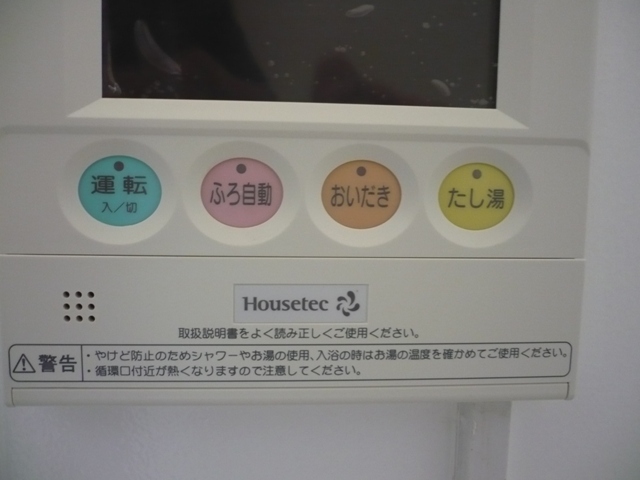 運転
入／切
ふろ自動
おいだき
たし湯
Housetec
取扱説明書をよく読み正しくご使用ください。
警告
・やけど防止のためシャワーやお湯の使用、入浴の時はお湯の温度を確かめてご使用ください。
・循環口付近が熱くなりますので注意してください。